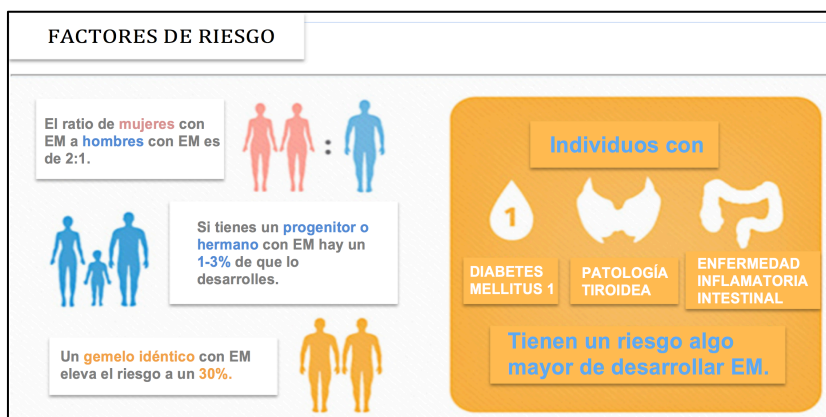 FACTORES DE RIESGO
El ratio de mujeres con
EM a hombres con EM es
de 2:1.
:
Si tienes un progenitor o
hermano con EM hay un
1-3% de que lo
desarrolles.
Un gemelo idéntico con EM
eleva el riesgo a un 30%.
Individuos con
1
DIABETES
MELLITUS 1
PATOLOGÍA
TIROIDEA
ENFERMEDAD
INFLAMATORIA
INTESTINAL
Tienen un riesgo algo
mayor de desarrollar EM.